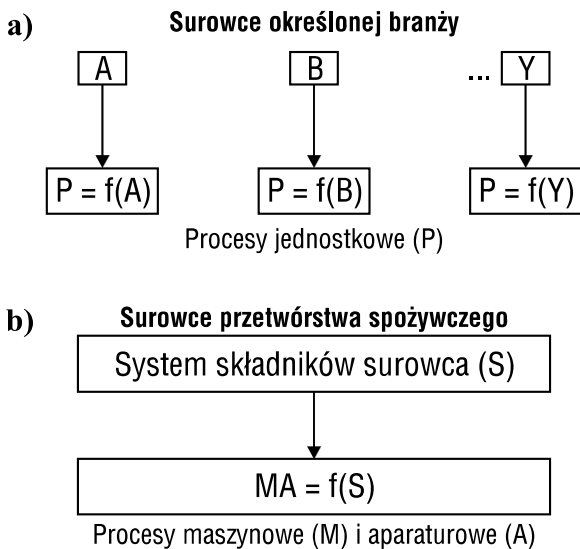 a) Surowce określonej branży
A B ... Y
P = f(A) P = f(B) P = f(Y)
Procesy jednostkowe (P)
b) Surowce przetwórstwa spożywczego
System składników surowca (S)
MA = f(S)
Procesy maszynowe (M) i aparaturowe (A)